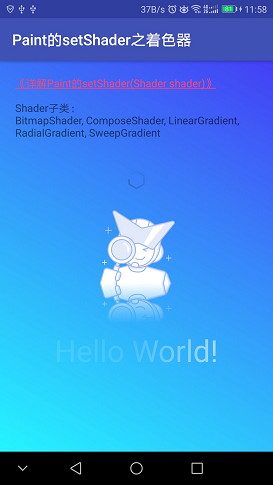 37B/s 11:58
Paint的setShader之着色器
《详解Paint的setShader(Shader shader)》
Shader子类:
BitmapShader, ComposeShader, LinearGradient,
RadialGradient, SweepGradient
Hello World!